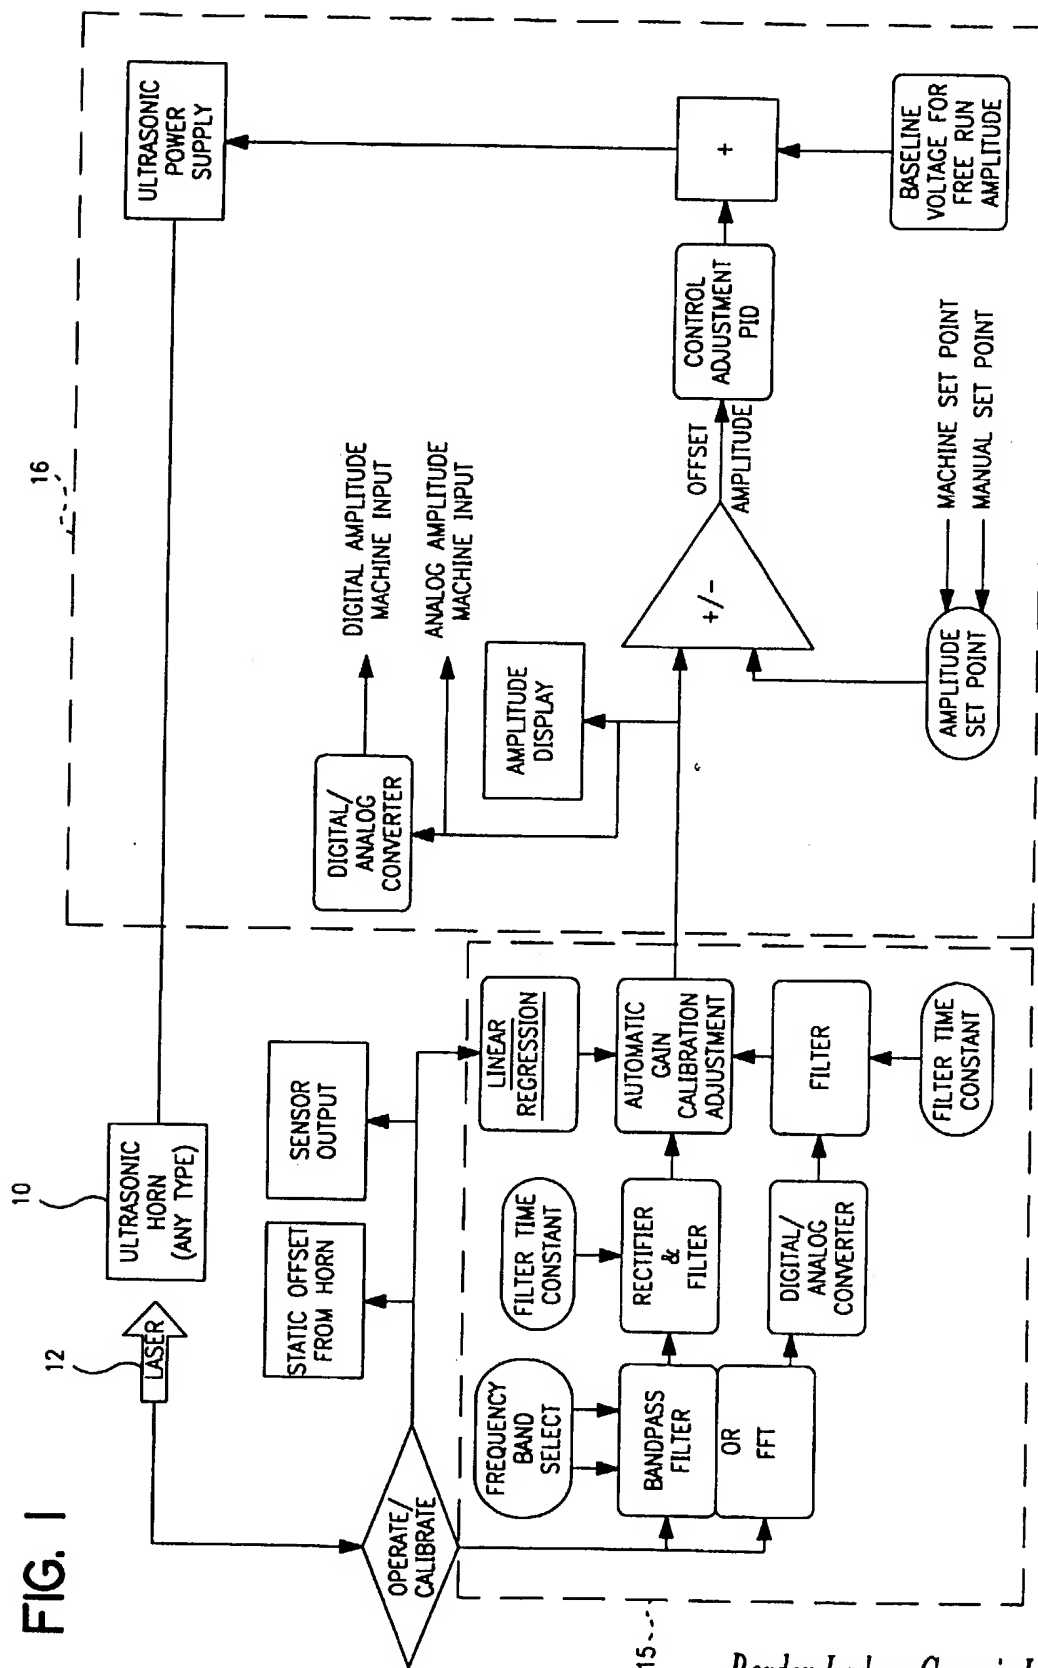 FIG. 1
10
ULTRASONIC
HORN
(ANY TYPE)
12
LASER
OPERATE/
CALIBRATE
STATIC OFFSET
FROM HORN
SENSOR
OUTPUT
16
ULTRASONIC
POWER
SUPPLY
DIGITAL/
ANALOG
CONVERTER
DIGITAL AMPLITUDE
MACHINE INPUT
ANALOG AMPLITUDE
MACHINE INPUT
AMPLITUDE
DISPLAY
+/-
OFFSET
AMPLITUDE
CONTROL
ADJUSTMENT
PID
+
BASELINE
VOLTAGE FOR
FREE RUN
AMPLITUDE
AMPLITUDE
SET POINT
MACHINE SET POINT
MANUAL SET POINT
15
FREQUENCY
BAND
SELECT
BANDPASS
FILTER
OR
FFT
FILTER TIME
CONSTANT
RECTIFIER
&
FILTER
DIGITAL/
ANALOG
CONVERTER
LINEAR
REGRESSION
AUTOMATIC
GAIN
CALIBRATION
ADJUSTMENT
FILTER
FILTER TIME
CONSTANT